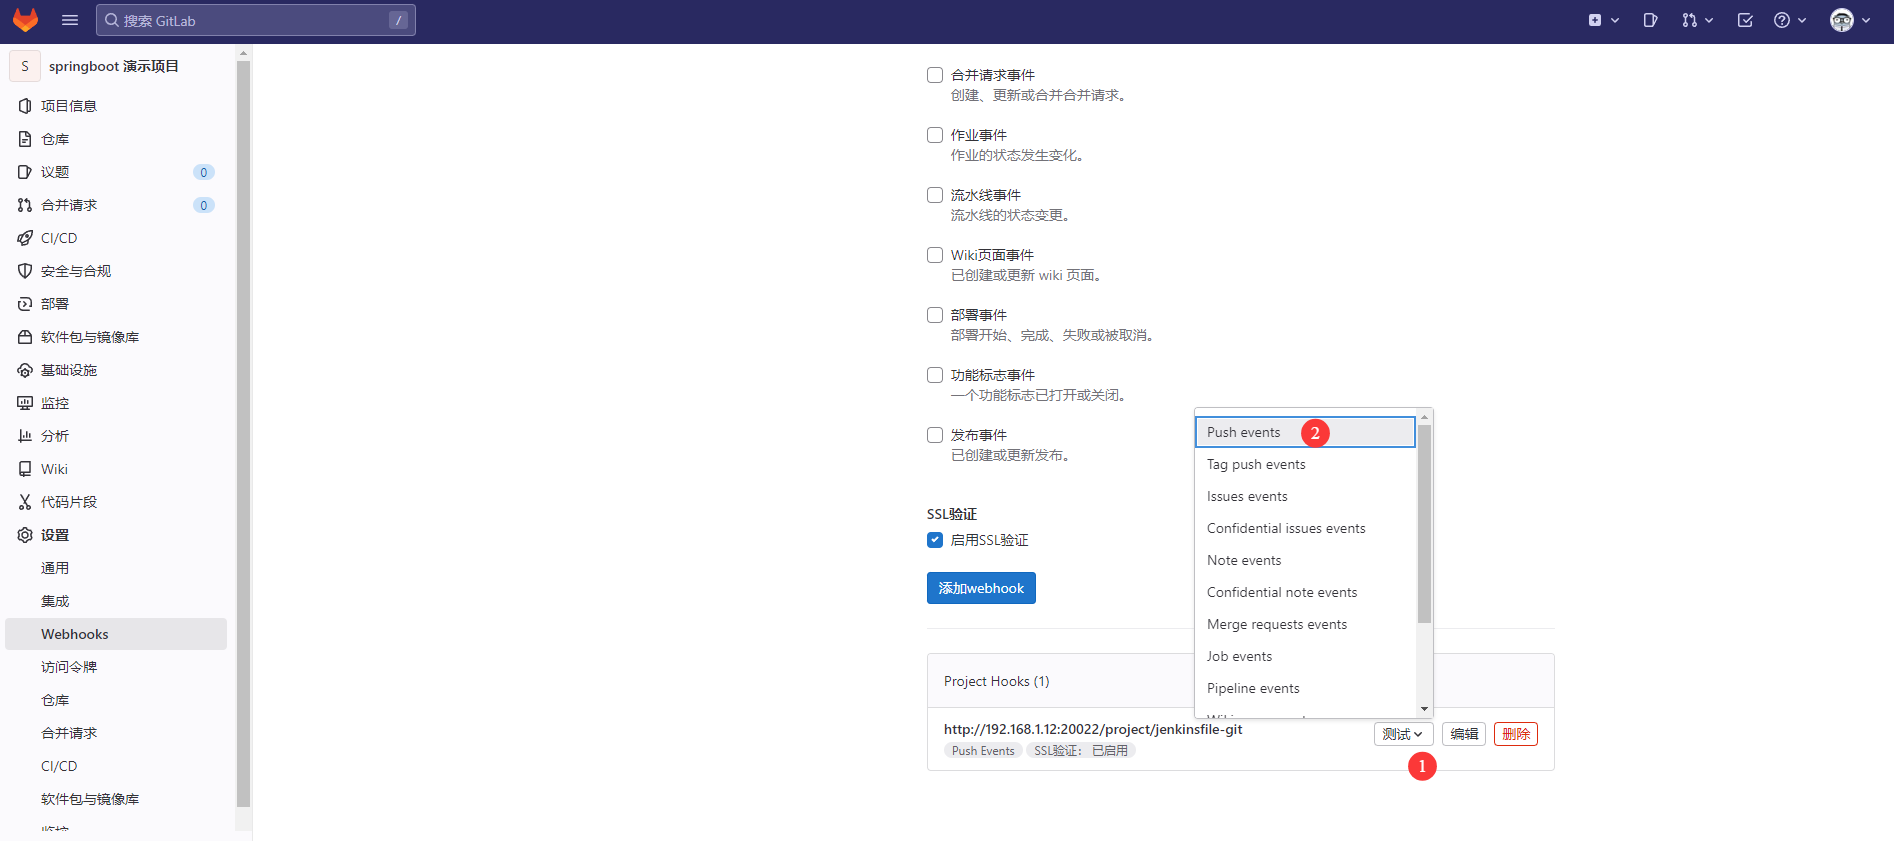 搜索 GitLab
/
S
springboot 演示项目
项目信息
仓库
议题
0
合并请求
0
CI/CD
安全与合规
部署
软件包与镜像库
基础设施
监控
分析
Wiki
代码片段
设置
通用
集成
Webhooks
访问令牌
仓库
合并请求
CI/CD
软件包与镜像库
监控
合并请求事件
创建、更新或合并合并请求。
作业事件
作业的状态发生变化。
流水线事件
流水线的状态变更。
Wiki页面事件
已创建或更新 wiki 页面。
部署事件
部署开始、完成、失败或被取消。
功能标志事件
一个功能标志已打开或关闭。
发布事件
已创建或更新发布。
SSL验证
启用SSL验证
添加webhook
Push events
2
Tag push events
Issues events
Confidential issues events
Note events
Confidential note events
Merge requests events
Job events
Pipeline events
Project Hooks (1)
http://192.168.1.12:20022/project/jenkinsfile-git
测试
编辑
删除
Push Events
SSL验证： 已启用
1